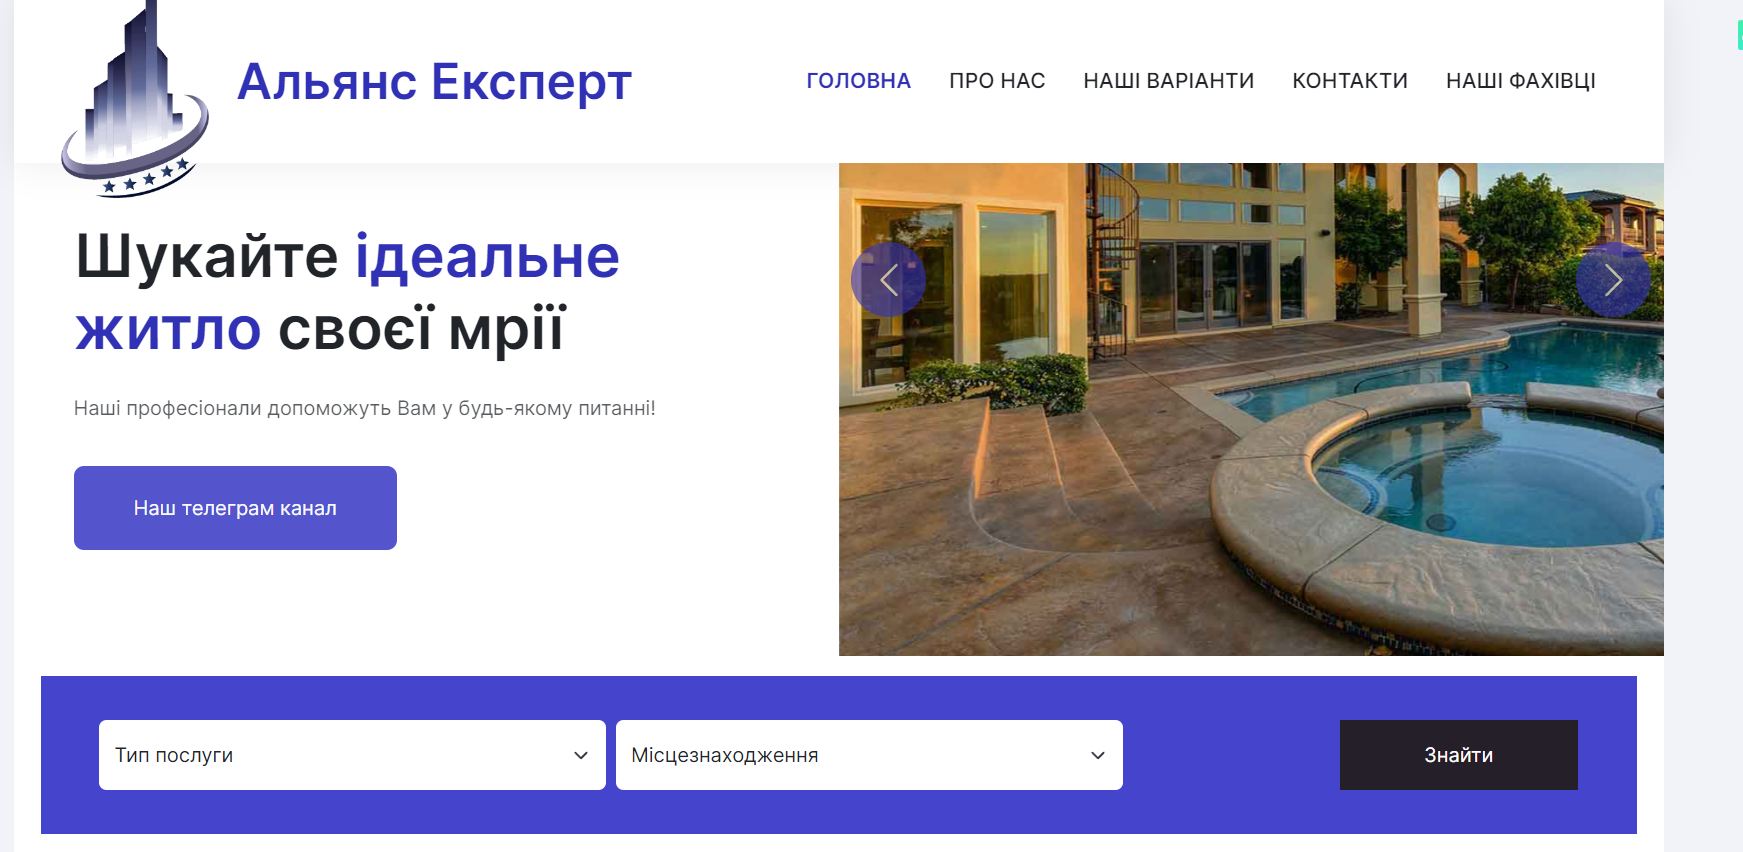 Альянс Експерт
ГОЛОВНА ПРО НАС НАШІ ВАРІАНТИ КОНТАКТИ НАШІ ФАХІВЦІ
Шукайте ідеальне
житло своєї мрії
Наші професіонали допоможуть Вам у будь-якому питанні!
Наш телеграм канал
Тип послуги
Місцезнаходження
Знайти